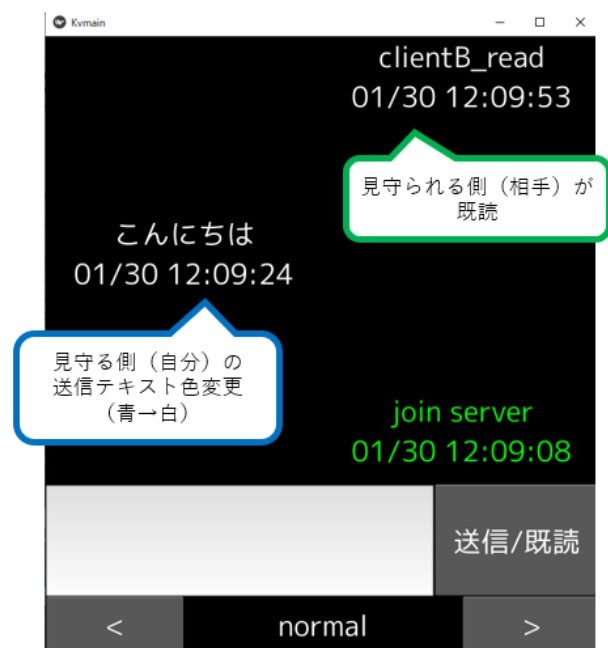 Kvmain
clientB_read
01/30 12:09:53
見守られる側（相手）が
既読
こんにちは
01/30 12:09:24
見守る側（自分）の
送信テキスト色変更
（青→白）
join server
01/30 12:09:08
送信/既読
<
normal
>